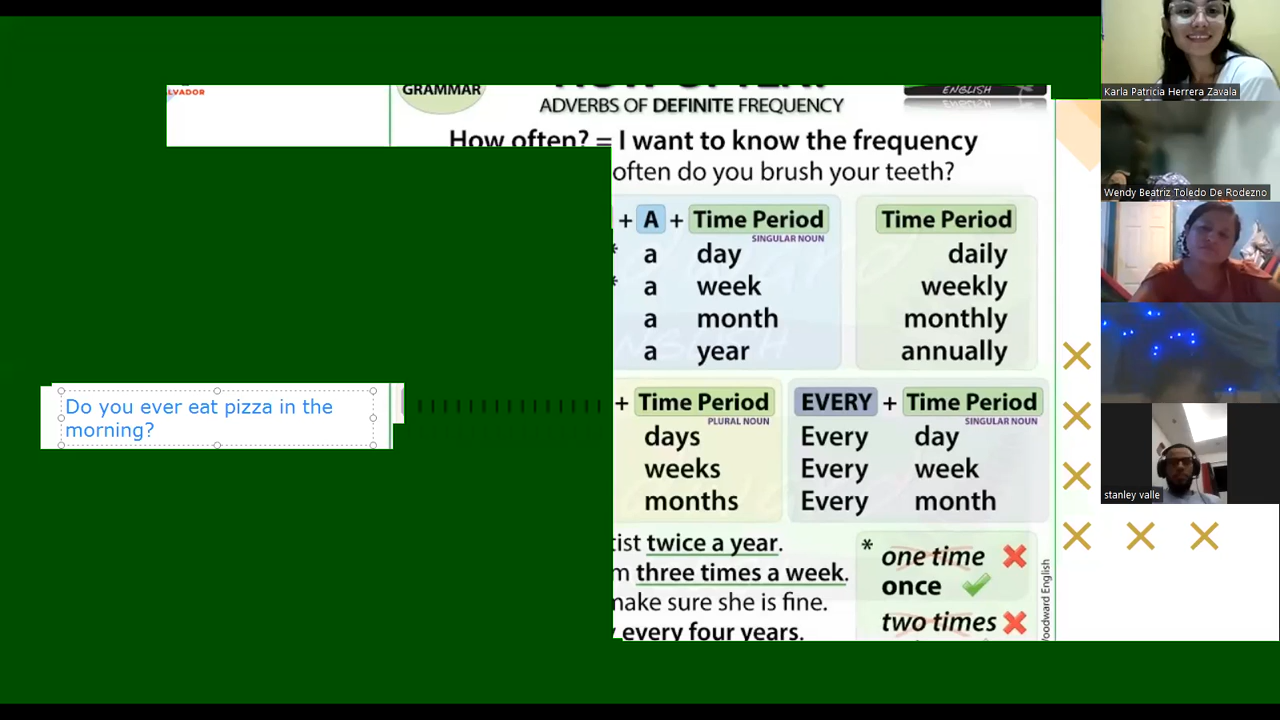 LVADOR
GRAMMAR
ENGLISH
ADVERBS OF DEFINITE FREQUENCY
How often? = I want to know the frequency
often do you brush your teeth?
+ A + Time Period
SINGULAR NOUN
* a day
* a week
a month
a year
Time Period
daily
weekly
monthly
annually
+ Time Period
PLURAL NOUN
days
weeks
months
EVERY + Time Period
SINGULAR NOUN
Every day
Every week
Every month
twice a year.
three times a week.
make sure she is fine.
every four years.
* one time
once
two times
oodward English
Do you ever eat pizza in the
morning?
Karla Patricia Herrera Zavala
Wendy Beatriz Toledo De Rodezno
stanley valle